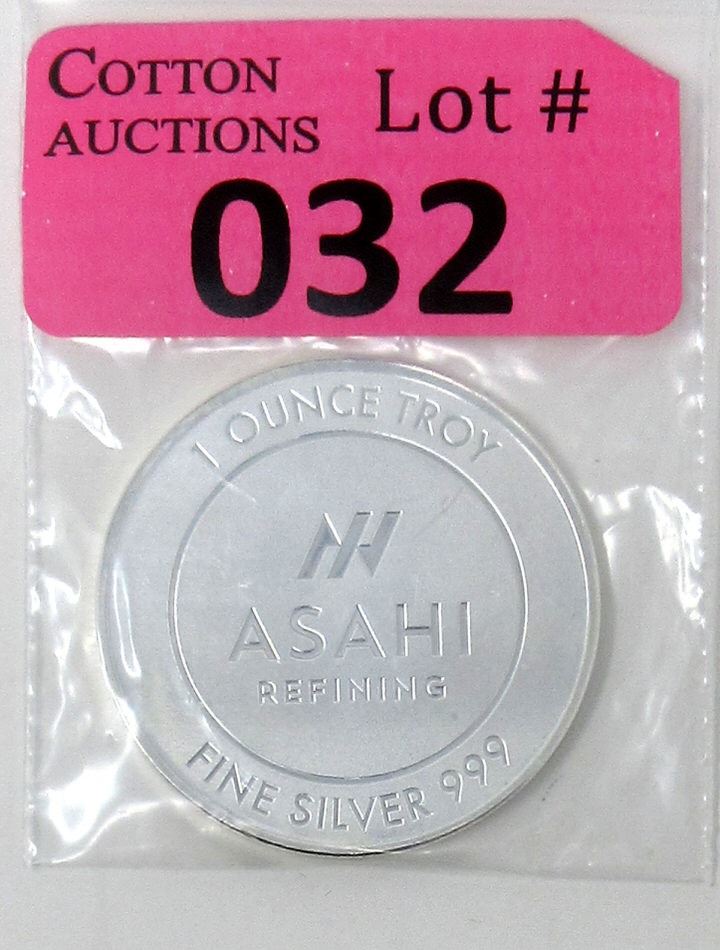 COTTON
AUCTIONS
Lot #
032
1 OUNCE TROY
ASAHI
REFINING
FINE SILVER 999